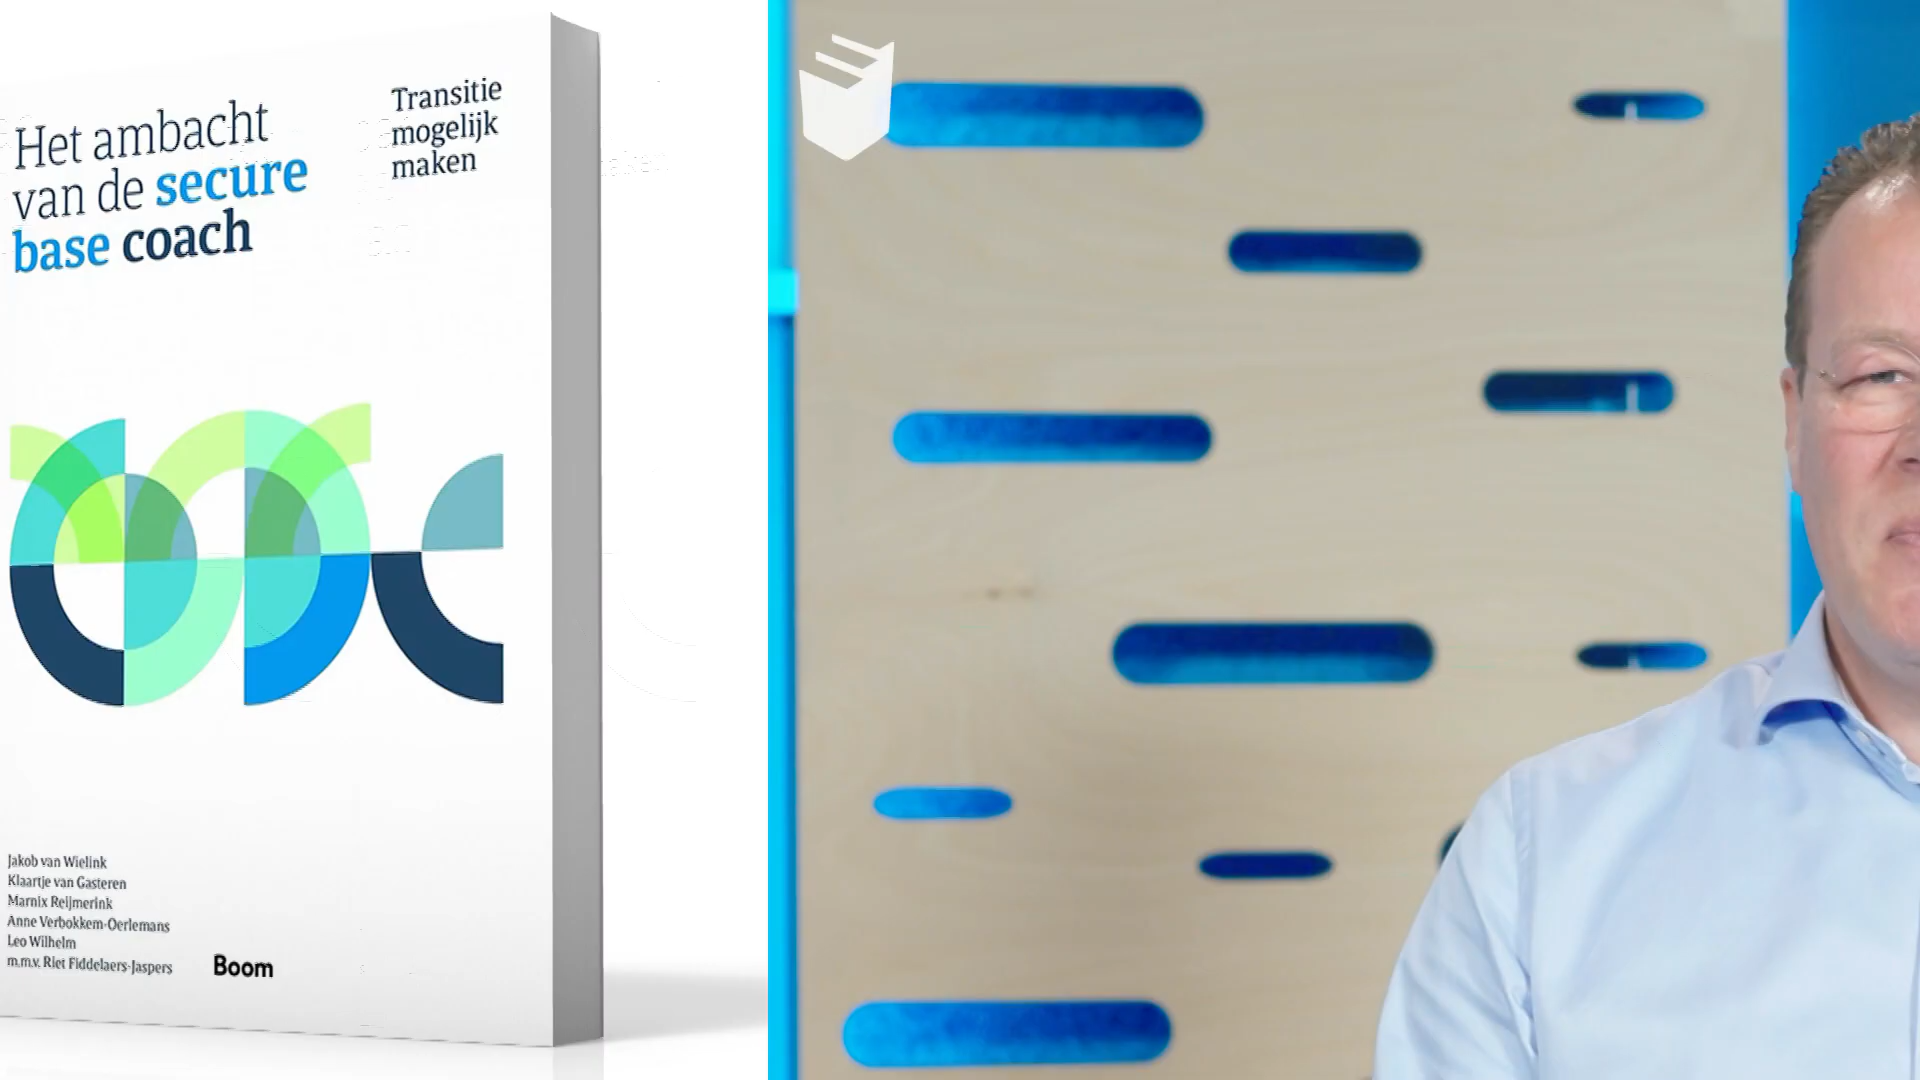 Het ambacht
van de secure
base coach
Transitie
mogelijk
maken
Jakob van Wielink
Klaartje van Gasteren
Marnix Reijmerink
Anne Verbokkem-Oerlemans
Leo Wilhelm
m.m.v. Riet Fiddelaers-Jaspers
Boom